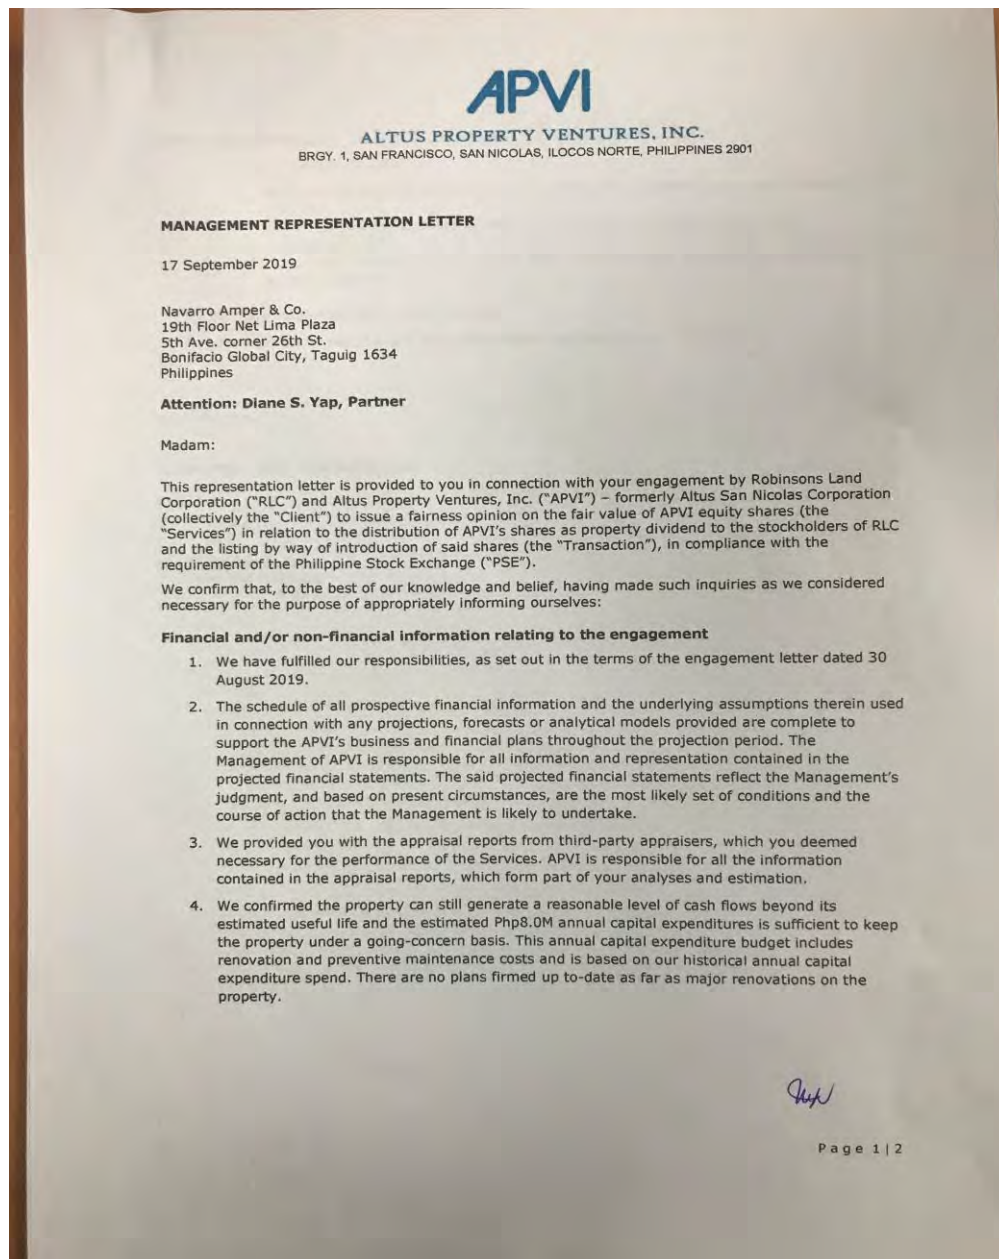 APVI
ALTUS PROPERTY VENTURES, INC.
BRGY. 1, SAN FRANCISCO, SAN NICOLAS, ILOCOS NORTE, PHILIPPINES 2901
MANAGEMENT REPRESENTATION LETTER
17 September 2019
Navarro Amper & Co.
19th Floor Net Lima Plaza
5th Ave. corner 26th St.
Bonifacio Global City, Taguig 1634
Philippines
Attention: Diane S. Yap, Partner
Madam:
This representation letter is provided to you in connection with your engagement by Robinsons Land
Corporation ("RLC") and Altus Property Ventures, Inc. ("APVI") – formerly Altus San Nicolas Corporation
(collectively the "Client") to issue a fairness opinion on the fair value of APVI equity shares (the
"Services") in relation to the distribution of APVI's shares as property dividend to the stockholders of RLC
and the listing by way of introduction of said shares (the "Transaction"), in compliance with the
requirement of the Philippine Stock Exchange ("PSE").
We confirm that, to the best of our knowledge and belief, having made such inquiries as we considered
necessary for the purpose of appropriately informing ourselves:
Financial and/or non-financial information relating to the engagement
1. We have fulfilled our responsibilities, as set out in the terms of the engagement letter dated 30
August 2019.
2. The schedule of all prospective financial information and the underlying assumptions therein used
in connection with any projections, forecasts or analytical models provided are complete to
support the APVI's business and financial plans throughout the projection period. The
Management of APVI is responsible for all information and representation contained in the
projected financial statements. The said projected financial statements reflect the Management's
judgment, and based on present circumstances, are the most likely set of conditions and the
course of action that the Management is likely to undertake.
3. We provided you with the appraisal reports from third-party appraisers, which you deemed
necessary for the performance of the Services. APVI is responsible for all the information
contained in the appraisal reports, which form part of your analyses and estimation.
4. We confirmed the property can still generate a reasonable level of cash flows beyond its
estimated useful life and the estimated Php8.0M annual capital expenditures is sufficient to keep
the property under a going-concern basis. This annual capital expenditure budget includes
renovation and preventive maintenance costs and is based on our historical annual capital
expenditure spend. There are no plans firmed up to-date as far as major renovations on the
property.
Page 1|2